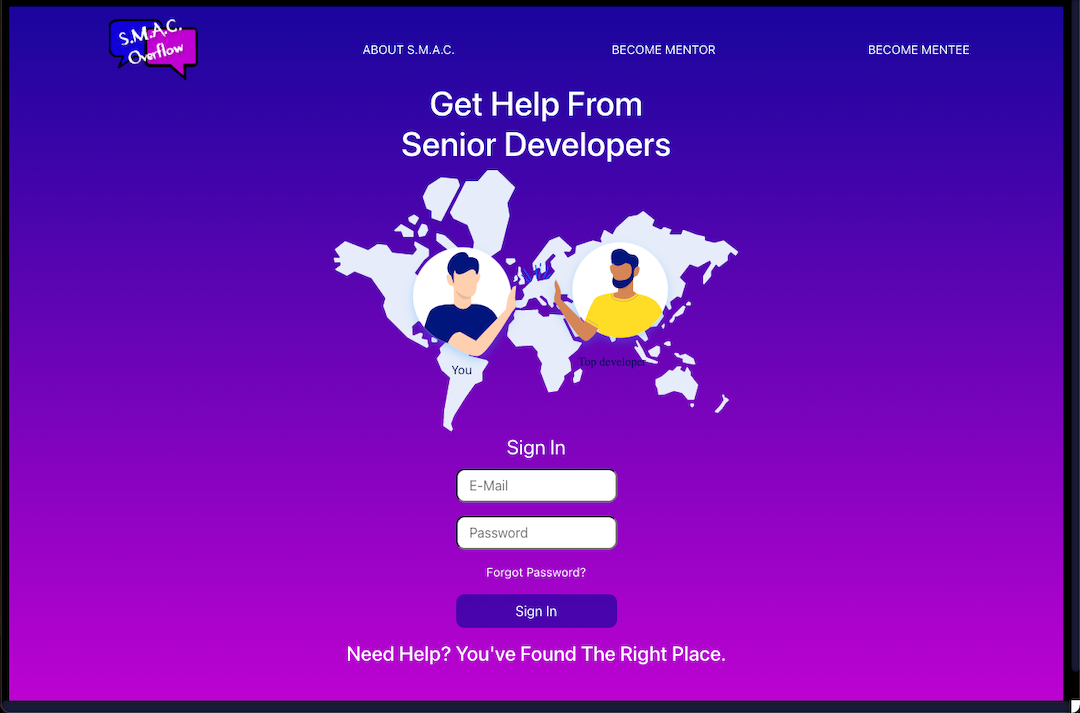 S.M.A.C.
Overflow
ABOUT S.M.A.C.
BECOME MENTOR
BECOME MENTEE
Get Help From
Senior Developers
You
Top developer
Sign In
E-Mail
Password
Forgot Password?
Sign In
Need Help? You've Found The Right Place.